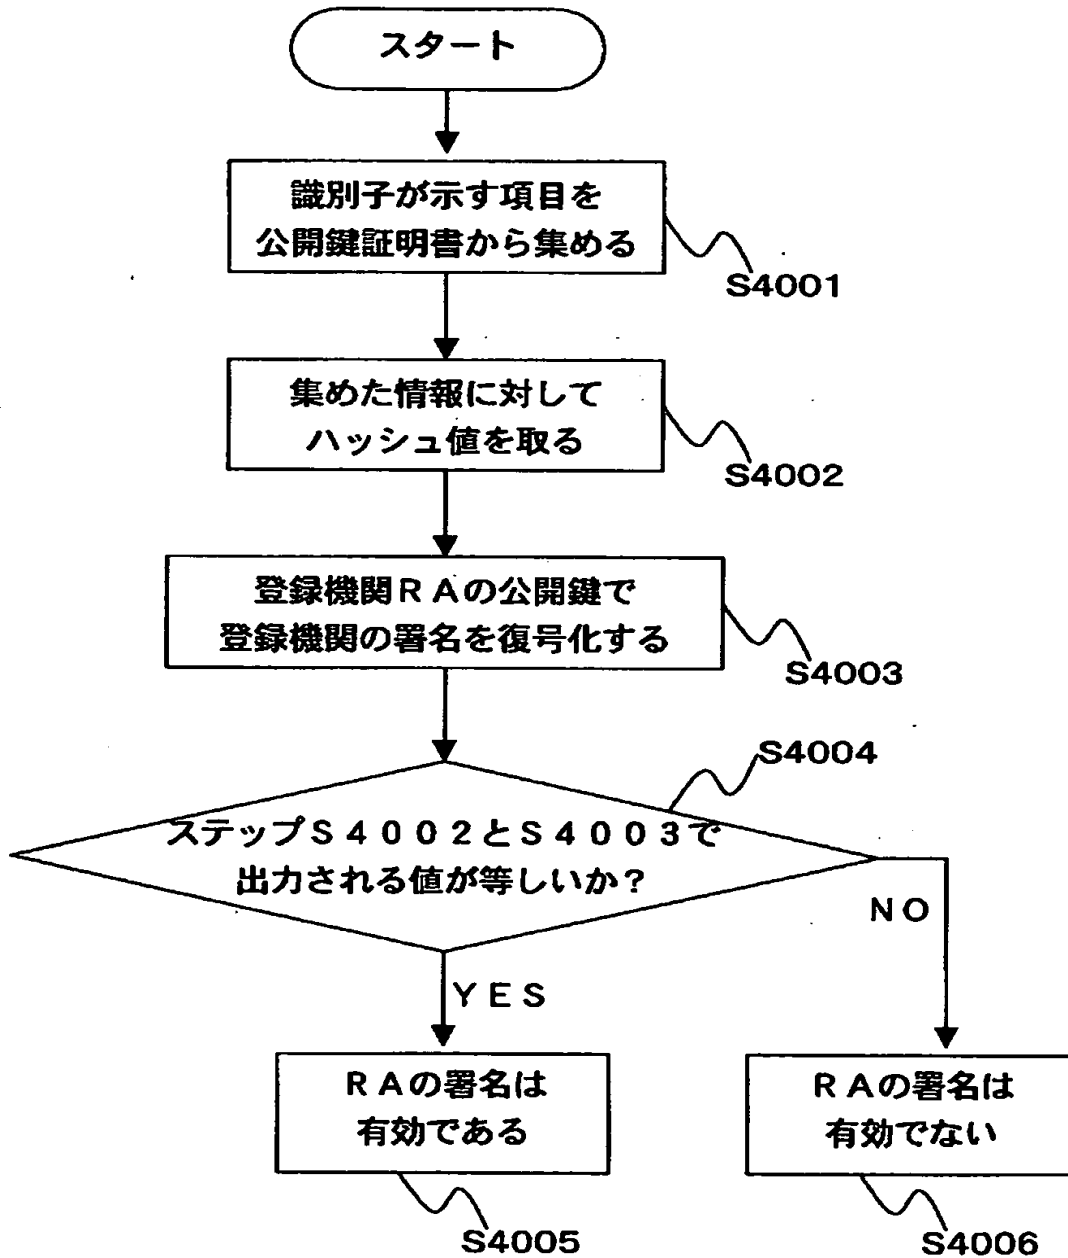 スタート
識別子が示す項目を
公開鍵証明書から集める
S4001
集めた情報に対して
ハッシュ値を取る
S4002
登録機関RAの公開鍵で
登録機関の署名を復号化する
S4003
S4004
ステップS4002とS4003で
出力される値が等しいか?
NO
YES
RAの署名は
有効である
S4005
RAの署名は
有効でない
S4006